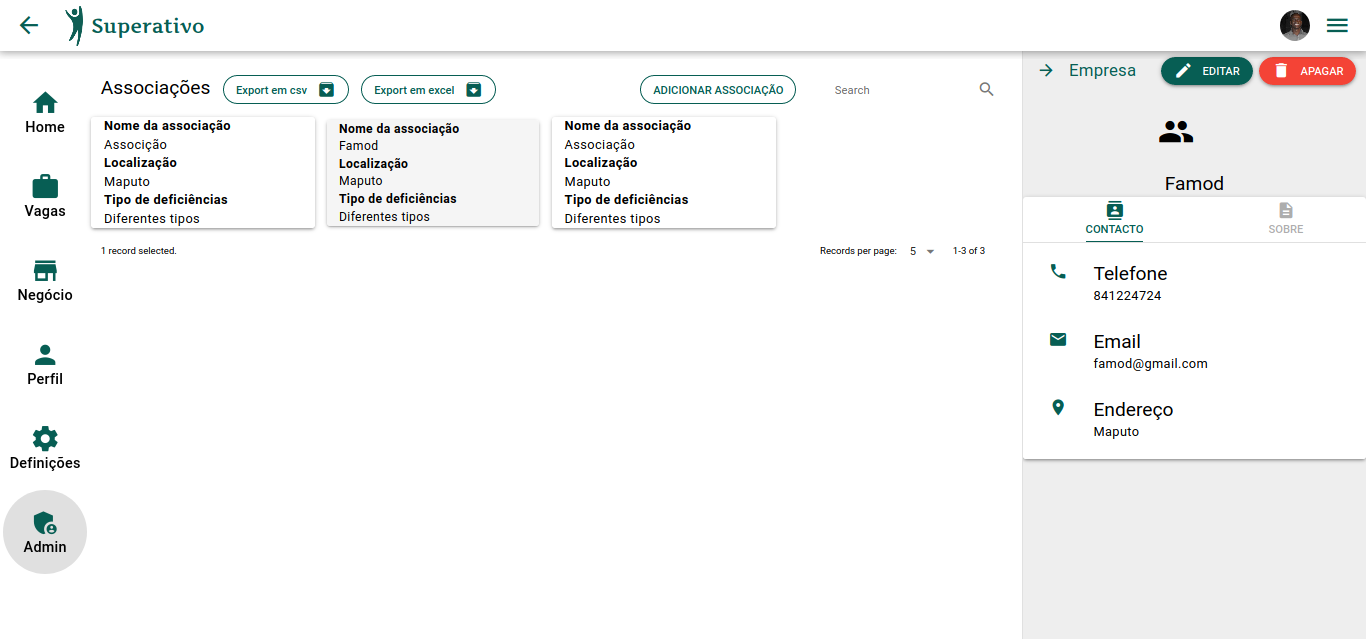 Superativo
Home
Vagas
Negócio
Perfil
Definições
Admin
Associações
Export em csv
Export em excel
ADICIONAR ASSOCIAÇÃO
Search
Nome da associação
Associção
Localização
Maputo
Tipo de deficiências
Diferentes tipos
Nome da associação
Famod
Localização
Maputo
Tipo de deficiências
Diferentes tipos
Nome da associação
Associação
Localização
Maputo
Tipo de deficiências
Diferentes tipos
1 record selected.
Records per page: 5 1-3 of 3
Empresa
EDITAR
APAGAR
Famod
CONTACTO
SOBRE
Telefone
841224724
Email
famod@gmail.com
Endereço
Maputo